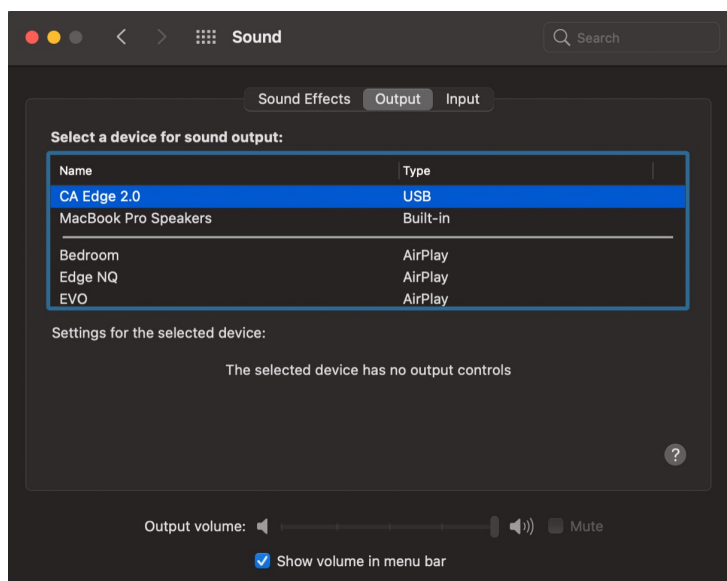 Sound
Search
Sound Effects Output Input
Select a device for sound output:
Name Type
CA Edge 2.0 USB
MacBook Pro Speakers Built-in
Bedroom AirPlay
Edge NQ AirPlay
EVO AirPlay
Settings for the selected device:
The selected device has no output controls
?
Output volume: Mute
Show volume in menu bar